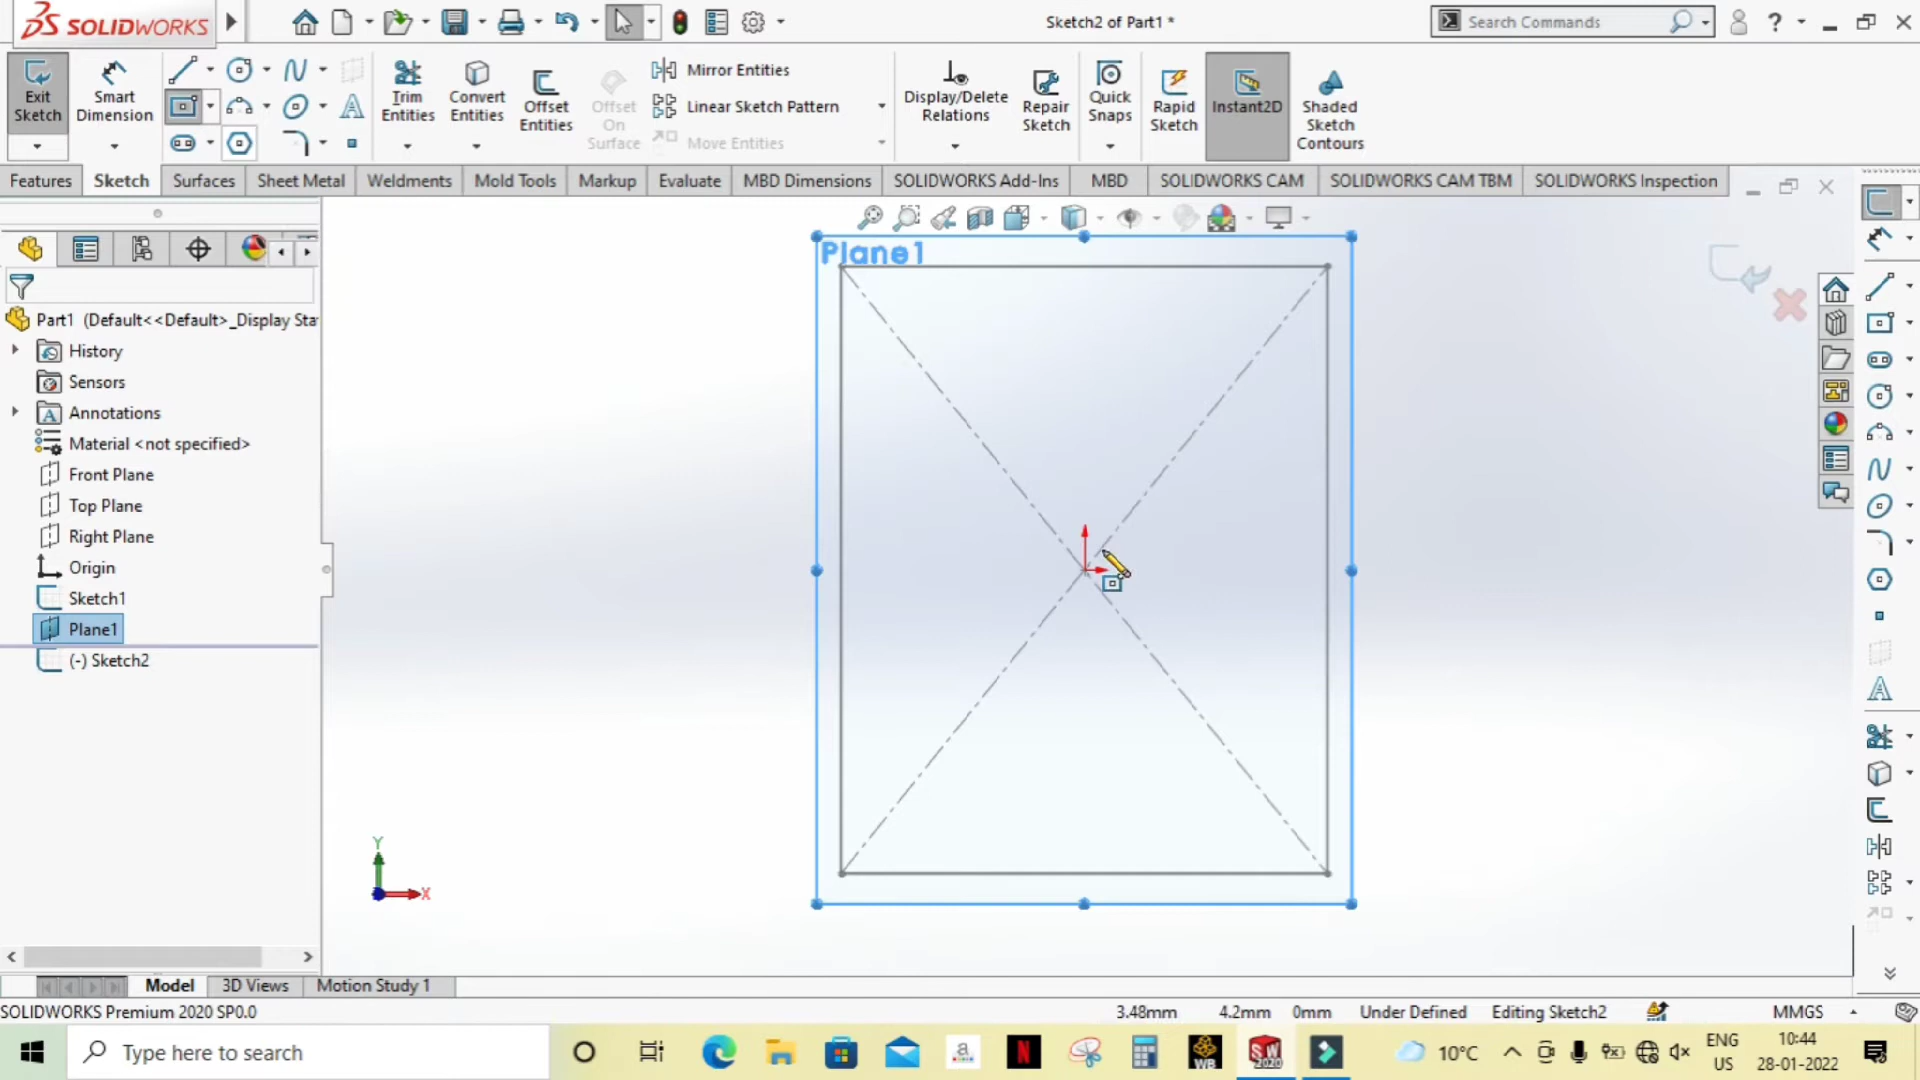 SOLIDWORKS
Sketch2 of Part1 *
Search Commands
Exit Sketch
Smart Dimension
Trim Entities
Convert Entities
Offset Entities
Offset On Surface
Mirror Entities
Linear Sketch Pattern
Move Entities
Display/Delete Relations
Repair Sketch
Quick Snaps
Rapid Sketch
Instant2D
Shaded Sketch Contours
Features
Sketch
Surfaces
Sheet Metal
Weldments
Mold Tools
Markup
Evaluate
MBD Dimensions
SOLIDWORKS Add-Ins
MBD
SOLIDWORKS CAM
SOLIDWORKS CAM TBM
SOLIDWORKS Inspection
Plane1
Part1 (Default<<Default>_Display Sta
History
Sensors
Annotations
Material <not specified>
Front Plane
Top Plane
Right Plane
Origin
Sketch1
Plane1
(-) Sketch2
Y
X
Model
3D Views
Motion Study 1
SOLIDWORKS Premium 2020 SP0.0
3.48mm
4.2mm
0mm
Under Defined
Editing Sketch2
MMGS
Type here to search
a
N
WB
SW
2020
10°C
ENG
US
10:44
28-01-2022